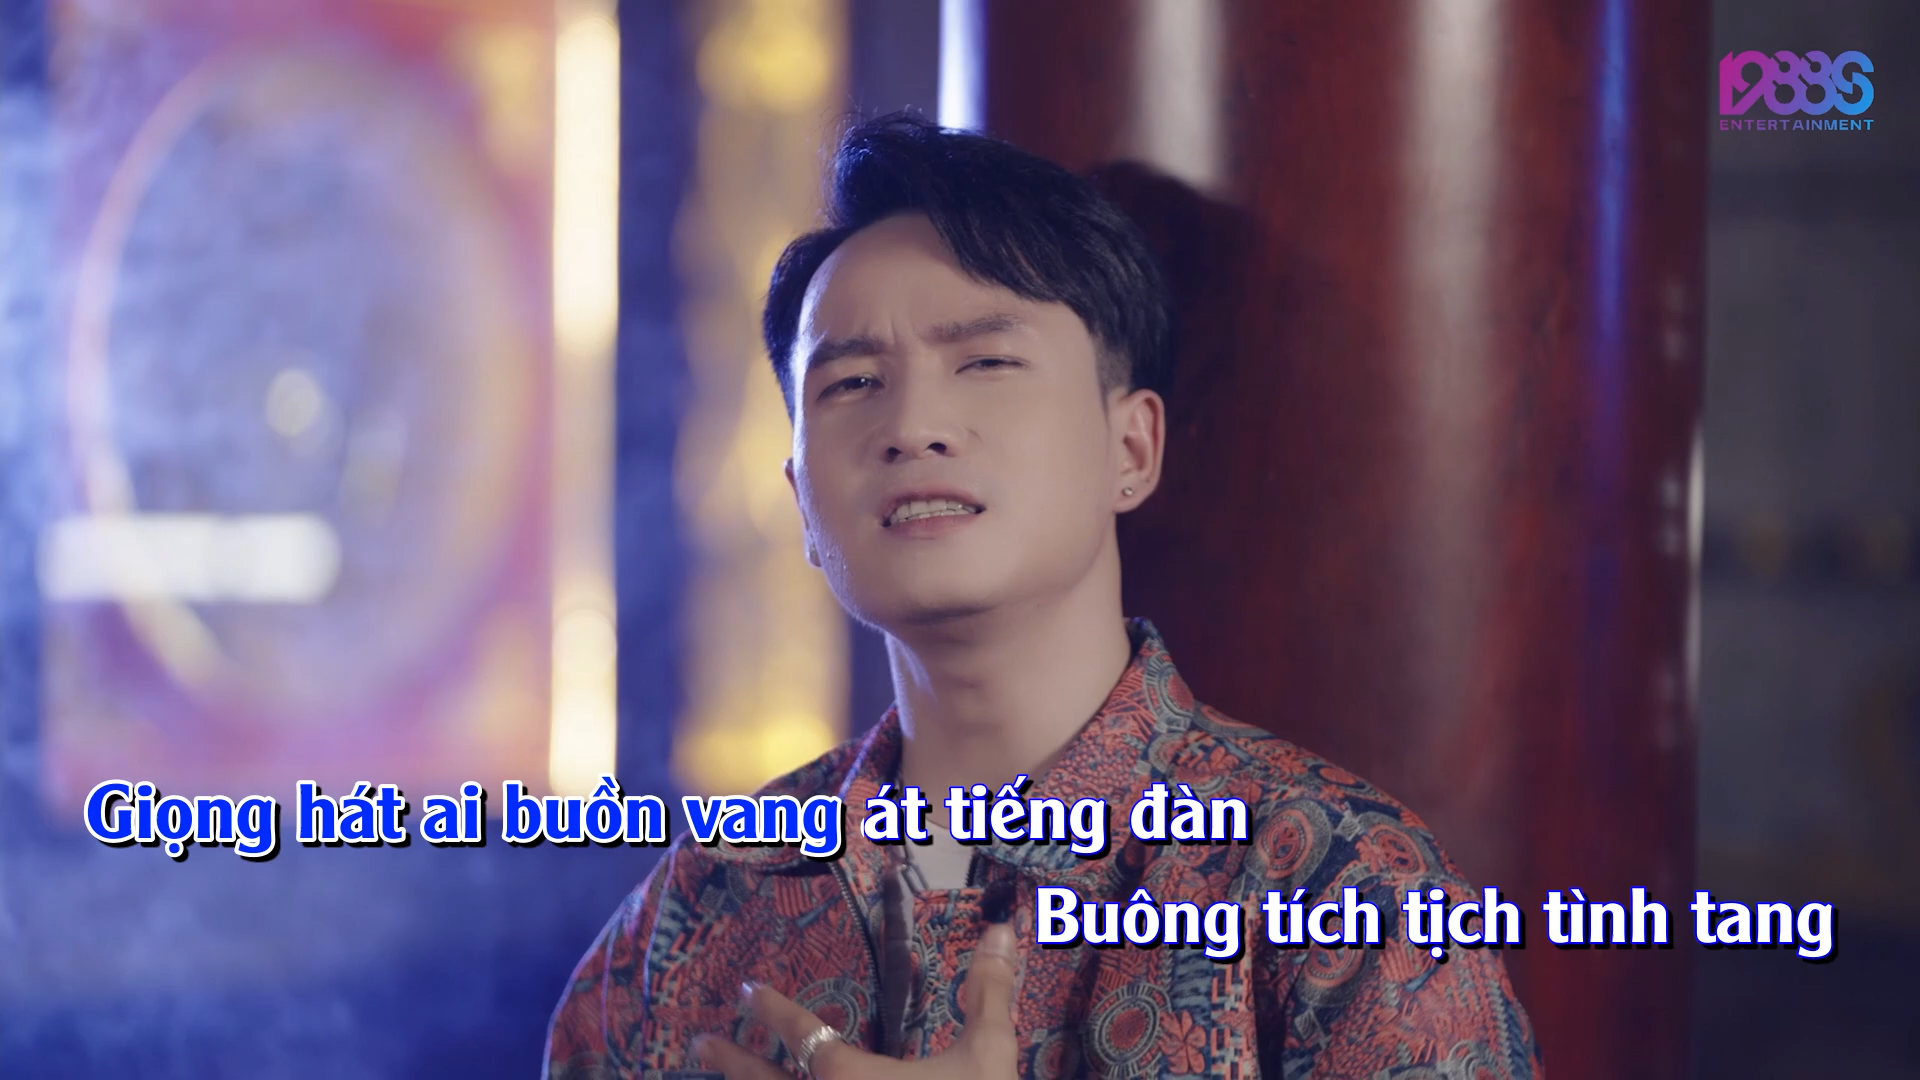 1988S
ENTERTAINMENT
Giọng hát ai buồn vang át tiếng đàn
Buông tích tịch tình tang